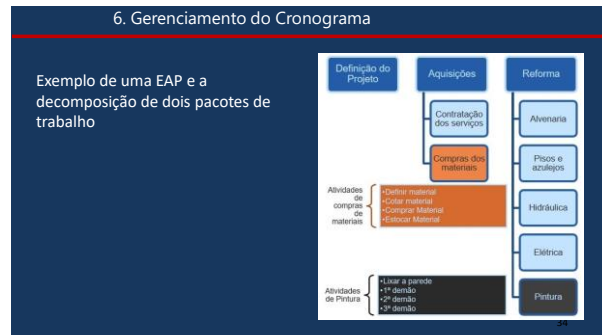 6. Gerenciamento do Cronograma
Exemplo de uma EAP e a
decomposição de dois pacotes de
trabalho
Definição do
Projeto
Aquisições
Reforma
Contratação
dos serviços
Alvenaria
Compras dos
materiais
Pisos e
azulejos
Atividades
de
compras
de
materiais
•Definir material
•Cotar material
•Comprar Material
•Estocar Material
Hidráulica
Elétrica
Atividades
de Pintura
•Lixar a parede
•1ª demão
•2ª demão
•3ª demão
Pintura
34